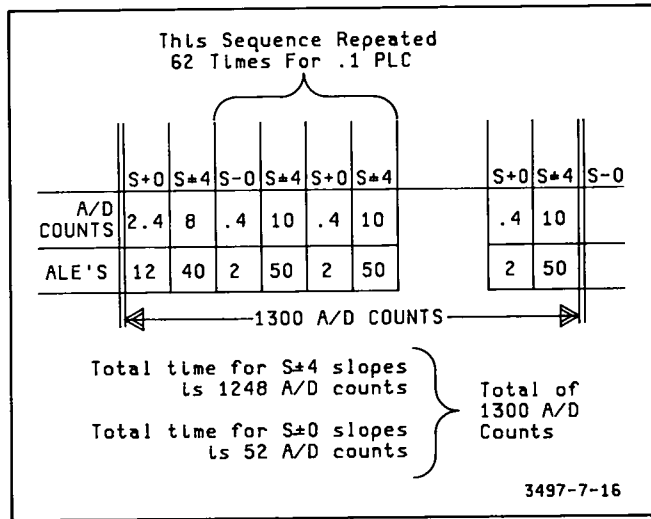 This Sequence Repeated
62 Times For .1 PLC
S+0 S±4 S-0 S±4 S+0 S±4 S+0 S±4 S-0
A/D COUNTS 2.4 8 .4 10 .4 10 .4 10
ALE'S 12 40 2 50 2 50 2 50
1300 A/D COUNTS
Total time for S±4 slopes
is 1248 A/D counts
Total time for S±0 slopes
is 52 A/D counts
Total of
1300 A/D
Counts
3497-7-16